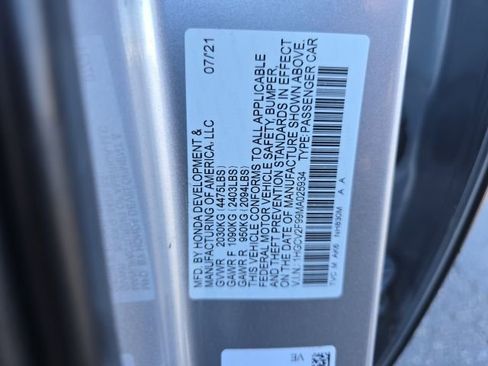 MFD. BY HONDA DEVELOPMENT & 07/21
MANUFACTURING OF AMERICA, LLC
GVWR 2030KG (4475LBS)
GAWR F 1090KG (2403LBS)
GAWR R 950KG (2094LBS)
THIS VEHICLE CONFORMS TO ALL APPLICABLE
FEDERAL MOTOR VEHICLE SAFETY, BUMPER,
AND THEFT PREVENTION STANDARDS IN EFFECT
ON THE DATE OF MANUFACTURE SHOWN ABOVE.
V.I.N. 1HGCV2F99MA025934 TYPE:PASSENGER CAR
TVC M AK6 NH830M A A
VE